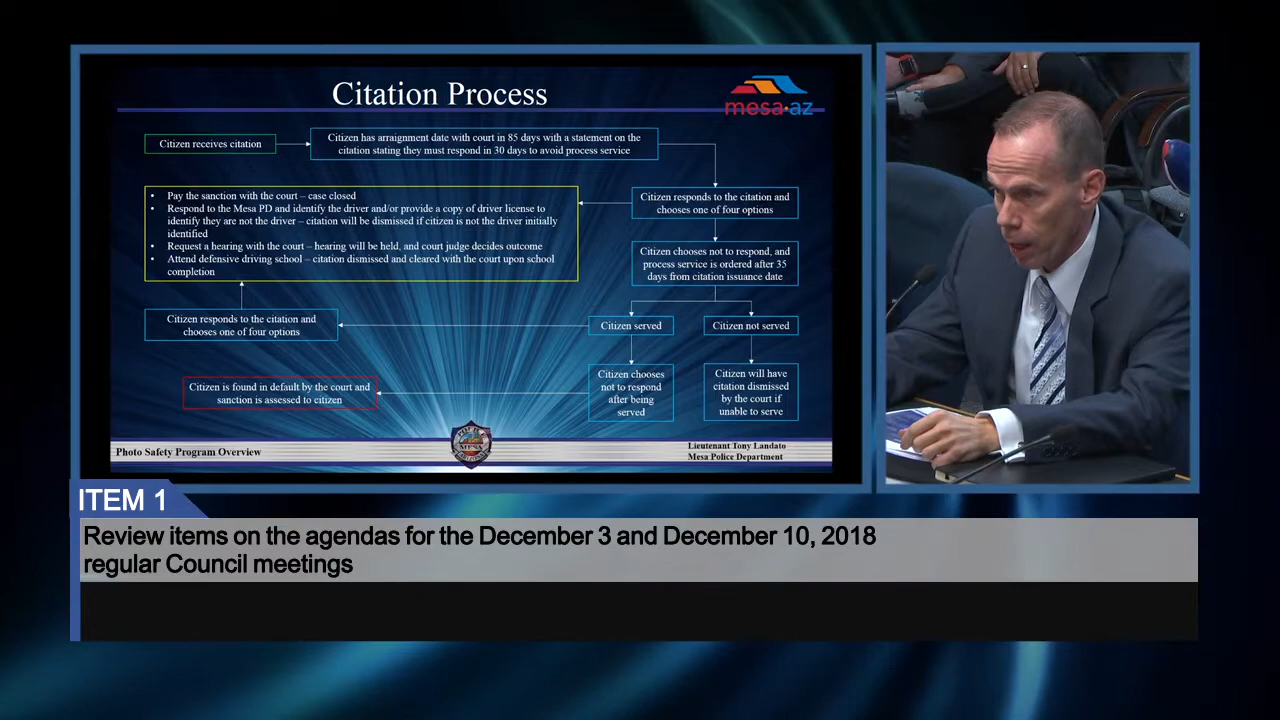 Citation Process
mesa·az
Citizen receives citation
Citizen has arraignment date with court in 85 days with a statement on the
citation stating they must respond in 30 days to avoid process service
• Pay the sanction with the court – case closed
• Respond to the Mesa PD and identify the driver and/or provide a copy of driver license to
identify they are not the driver – citation will be dismissed if citizen is not the driver initially
identified
• Request a hearing with the court – hearing will be held, and court judge decides outcome
• Attend defensive driving school – citation dismissed and cleared with the court upon school
completion
Citizen responds to the citation and
chooses one of four options
Citizen chooses not to respond, and
process service is ordered after 35
days from citation issuance date
Citizen responds to the citation and
chooses one of four options
Citizen served
Citizen not served
Citizen is found in default by the court and
sanction is assessed to citizen
Citizen chooses
not to respond
after being
served
Citizen will have
citation dismissed
by the court if
unable to serve
Photo Safety Program Overview
MESA
Lieutenant Tony Landato
Mesa Police Department
ITEM 1
Review items on the agendas for the December 3 and December 10, 2018
regular Council meetings